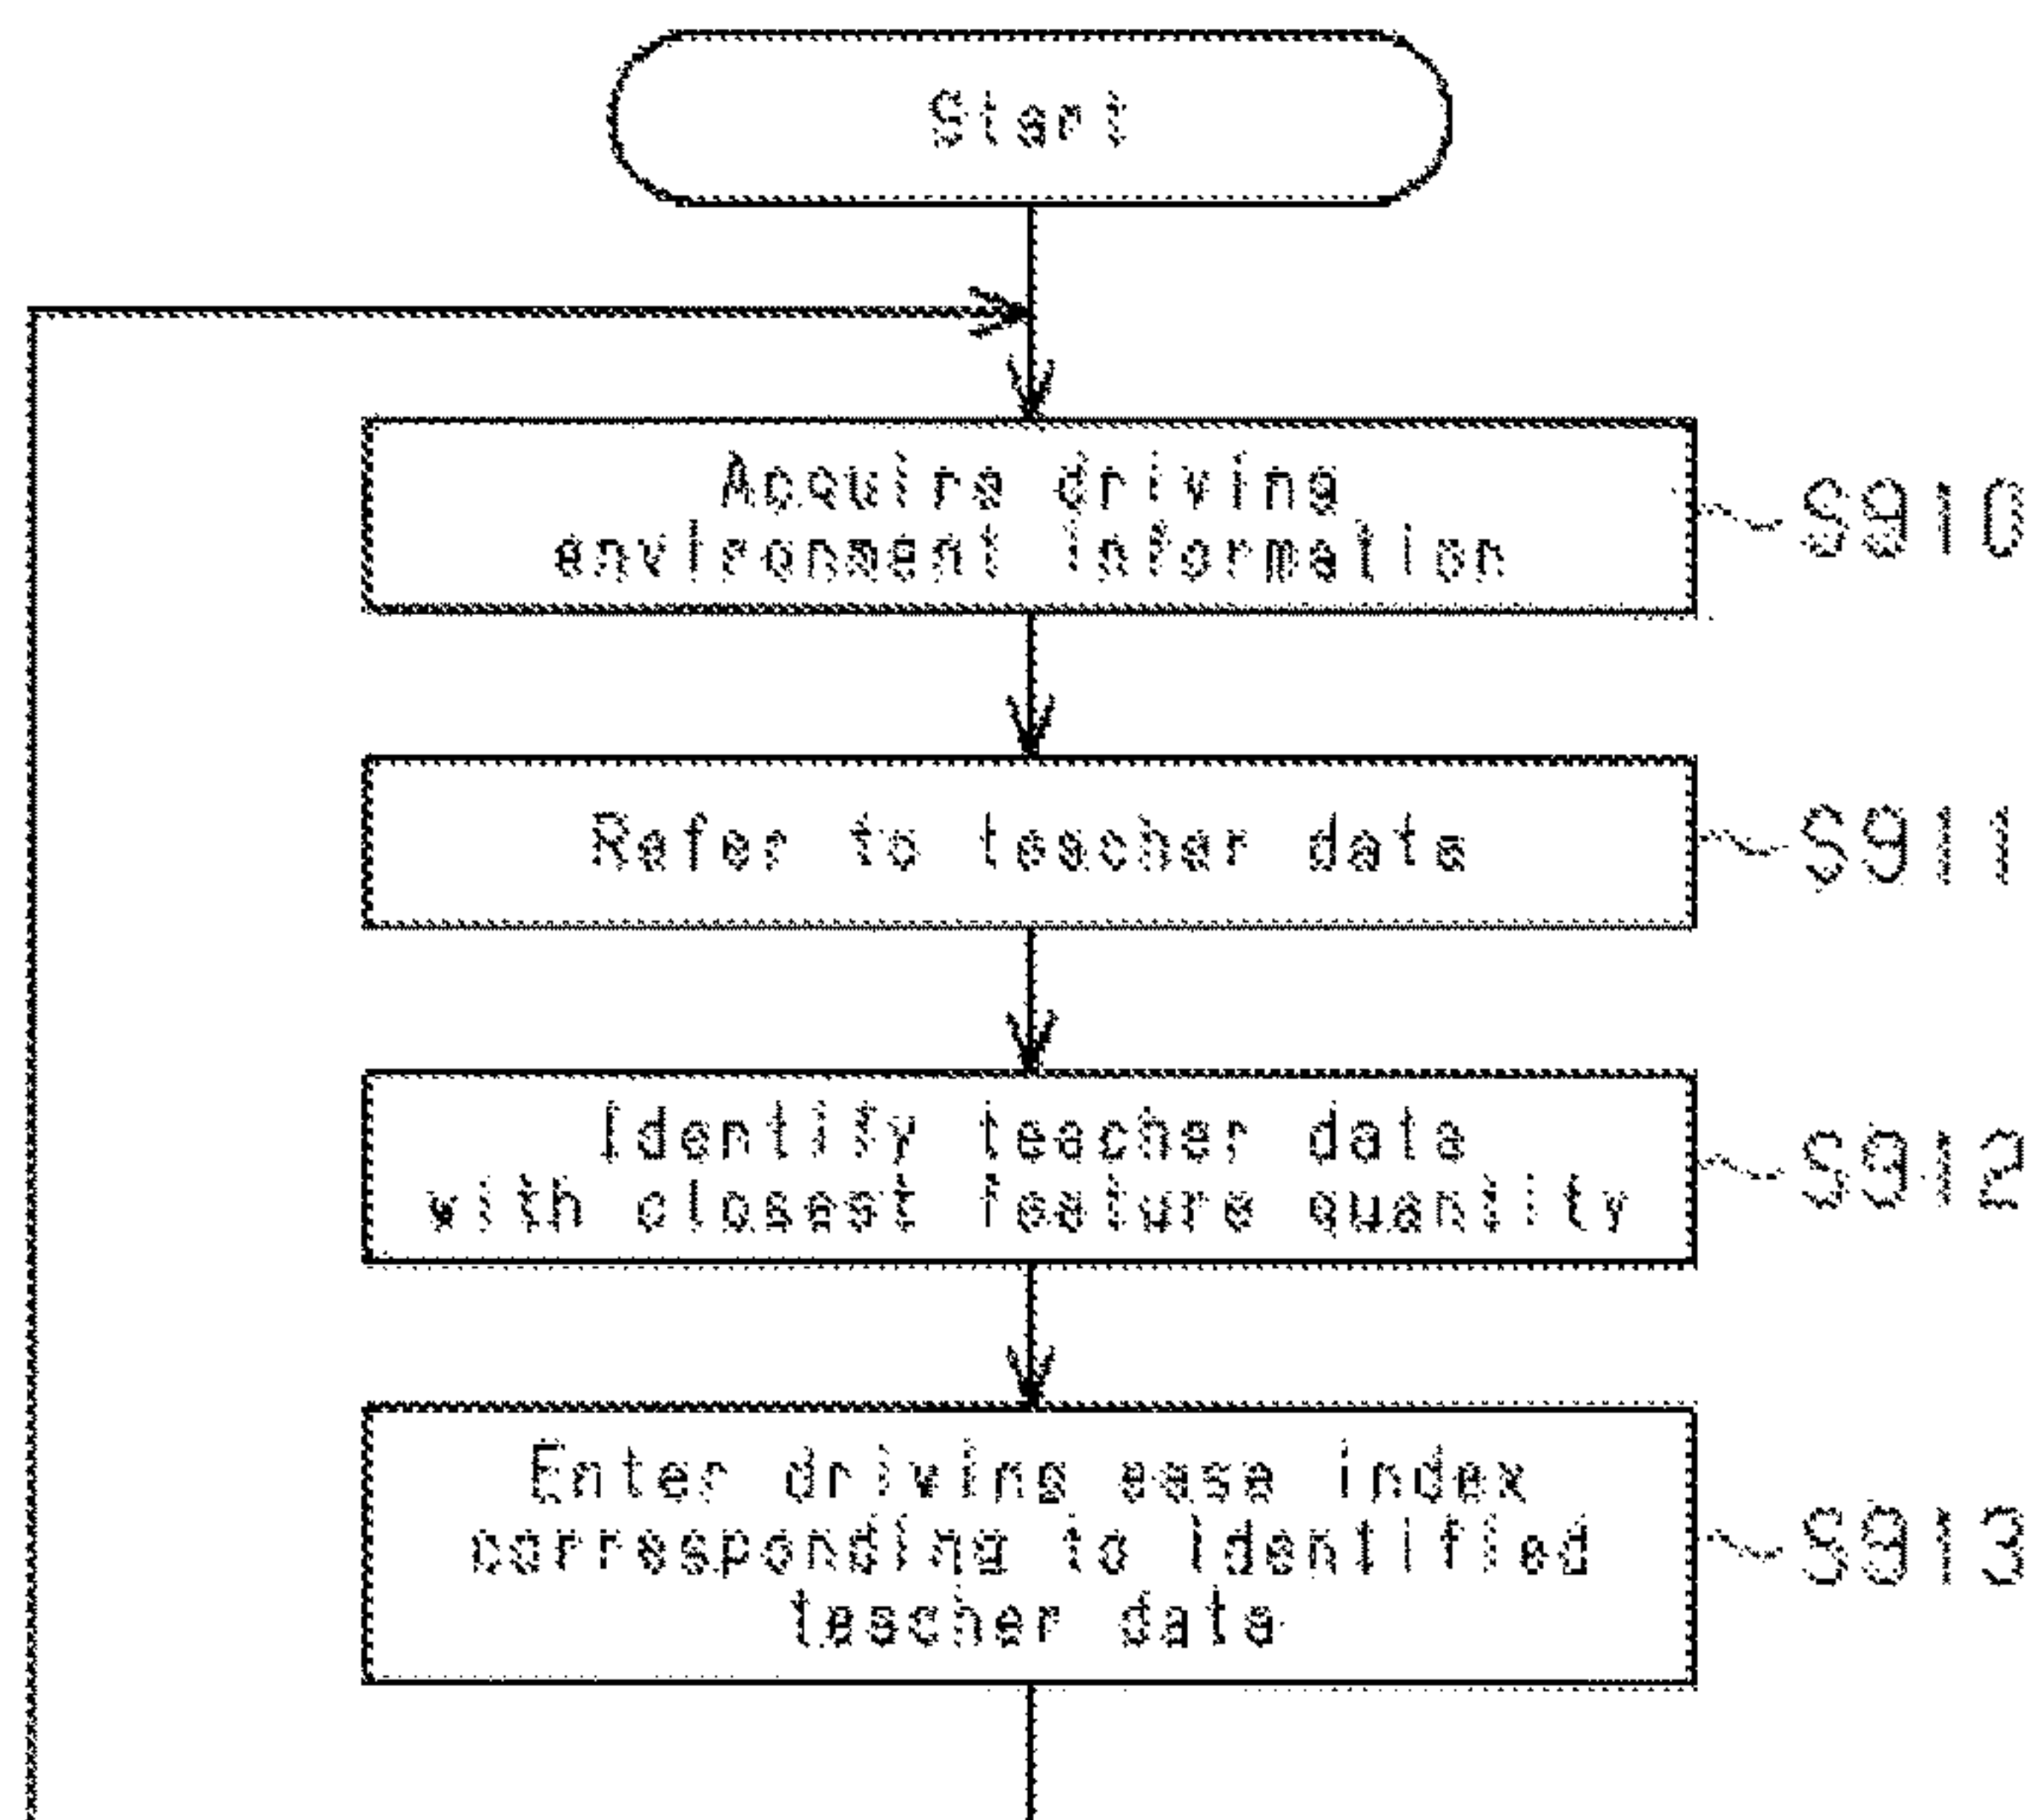 Start
Acquire driving
environment information
S910
Refer to teacher data
S911
Identify teacher data
with closest feature quantity
S912
Enter driving ease index
corresponding to identified
teacher data
S913